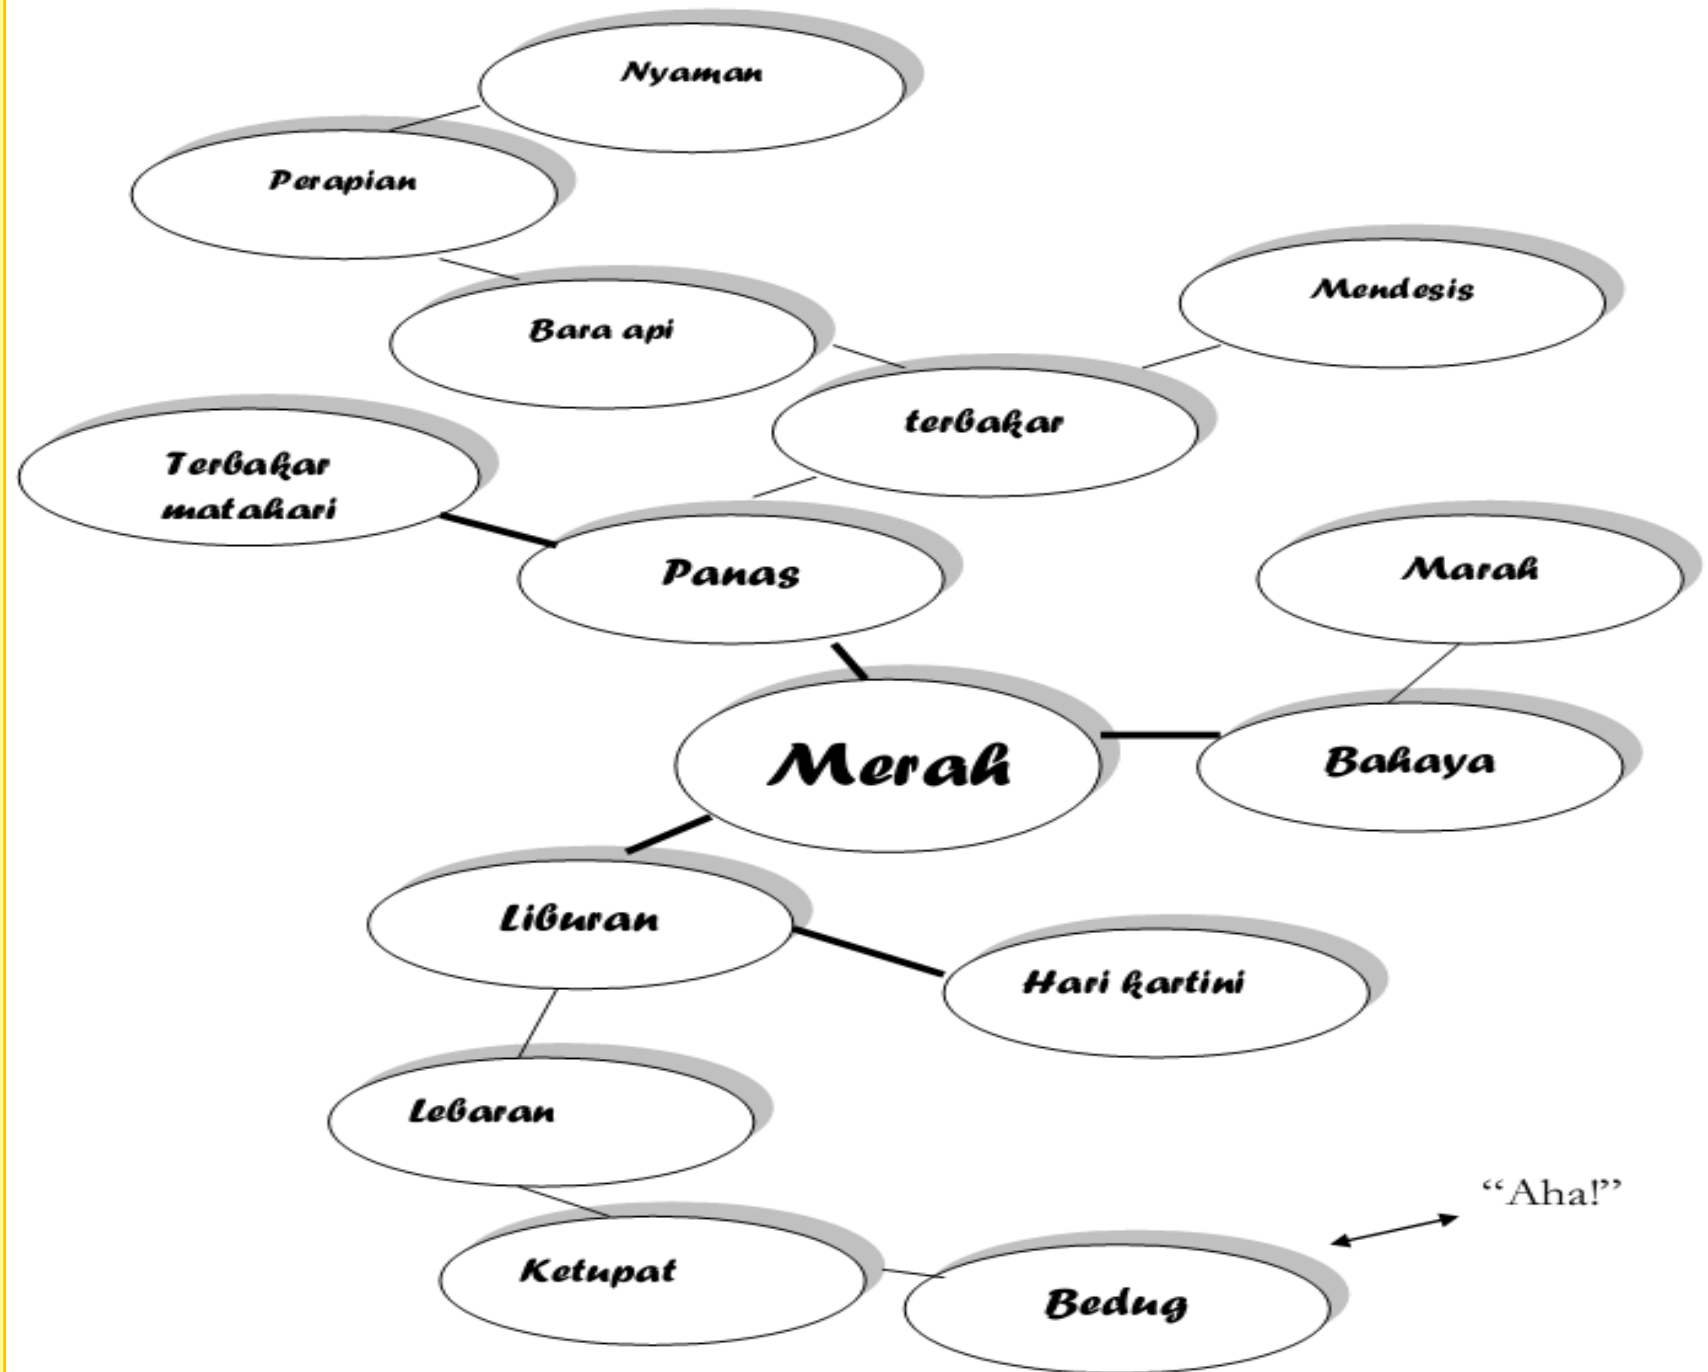 Nyaman
Perapian
Mendesis
Bara api
terbakar
Terbakar
matahari
Panas
Marah
Merah
Bahaya
Liburan
Hari kartini
Lebaran
“Aha!”
Ketupat
Bedug